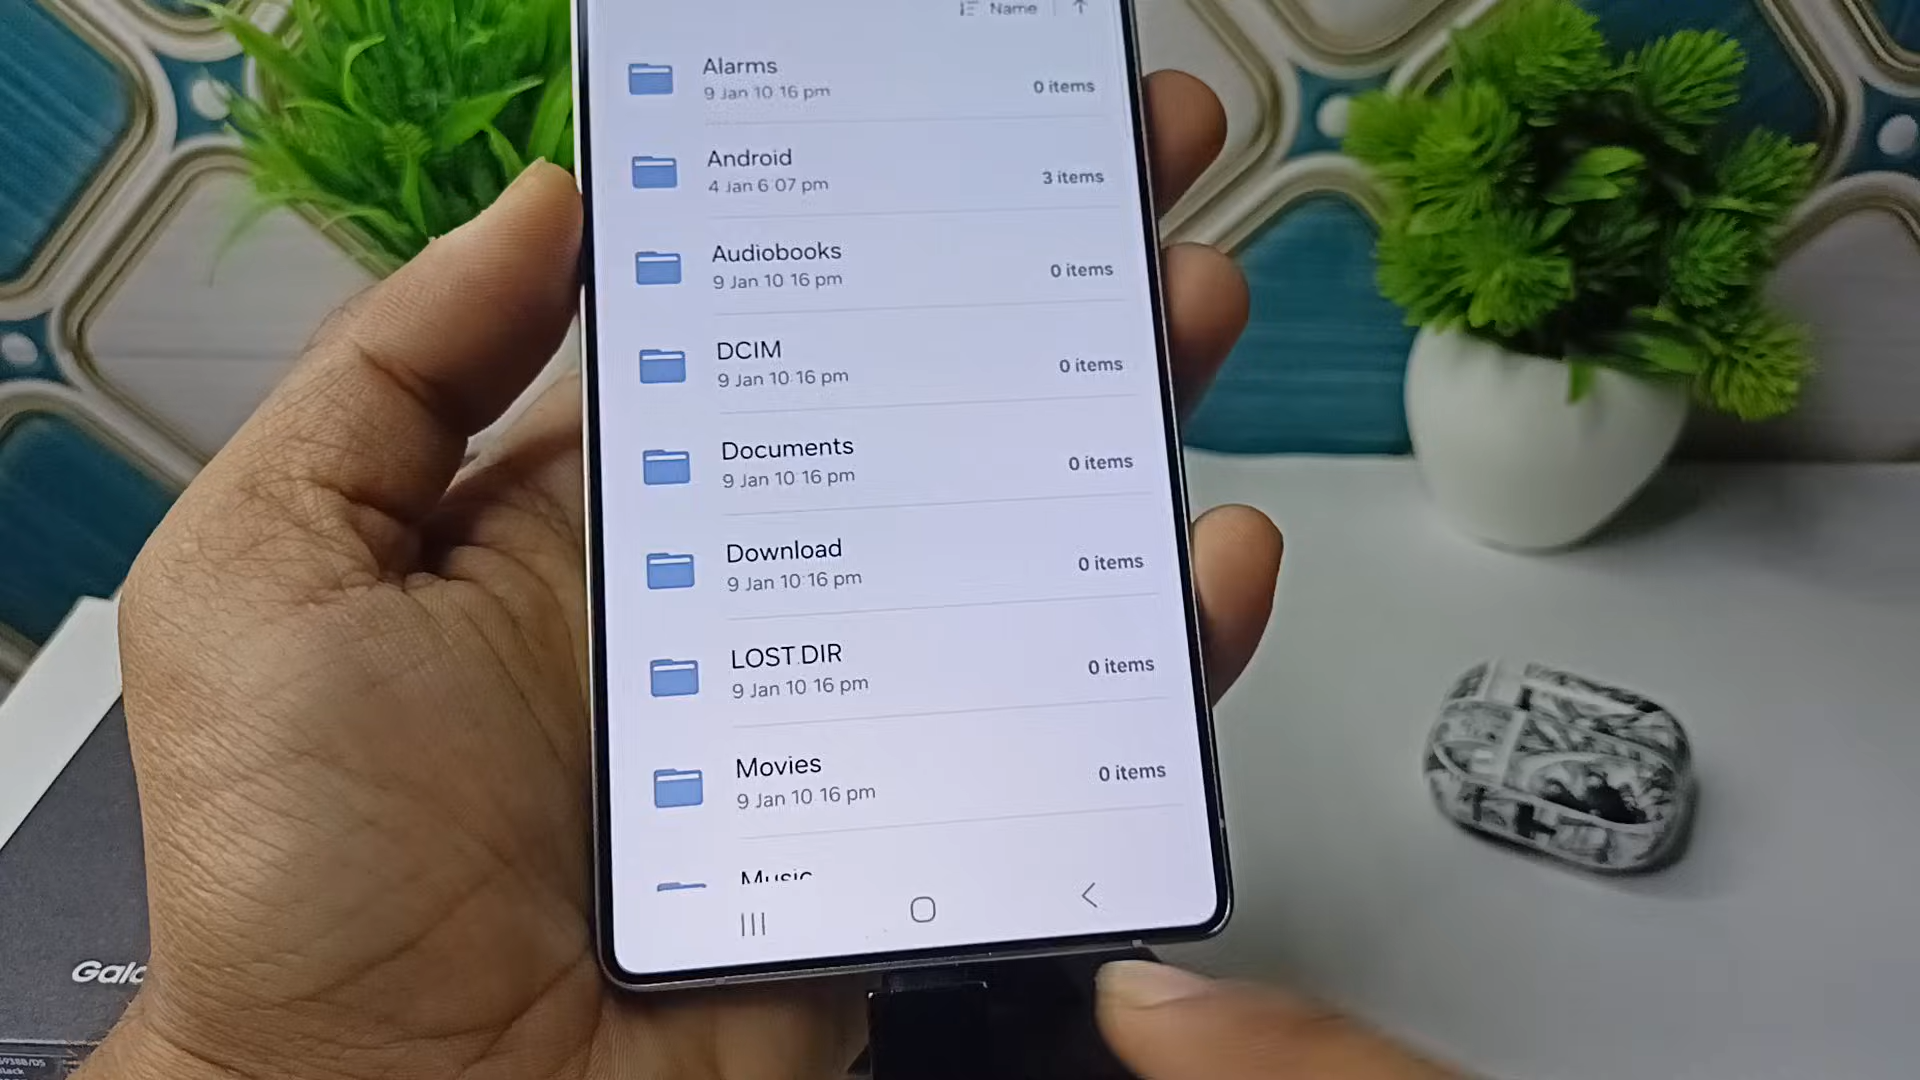 Name
Alarms
9 Jan 10:16 pm
0 items
Android
4 Jan 6:07 pm
3 items
Audiobooks
9 Jan 10:16 pm
0 items
DCIM
9 Jan 10:16 pm
0 items
Documents
9 Jan 10:16 pm
0 items
Download
9 Jan 10:16 pm
0 items
LOST.DIR
9 Jan 10:16 pm
0 items
Movies
9 Jan 10:16 pm
0 items
Music
Gala